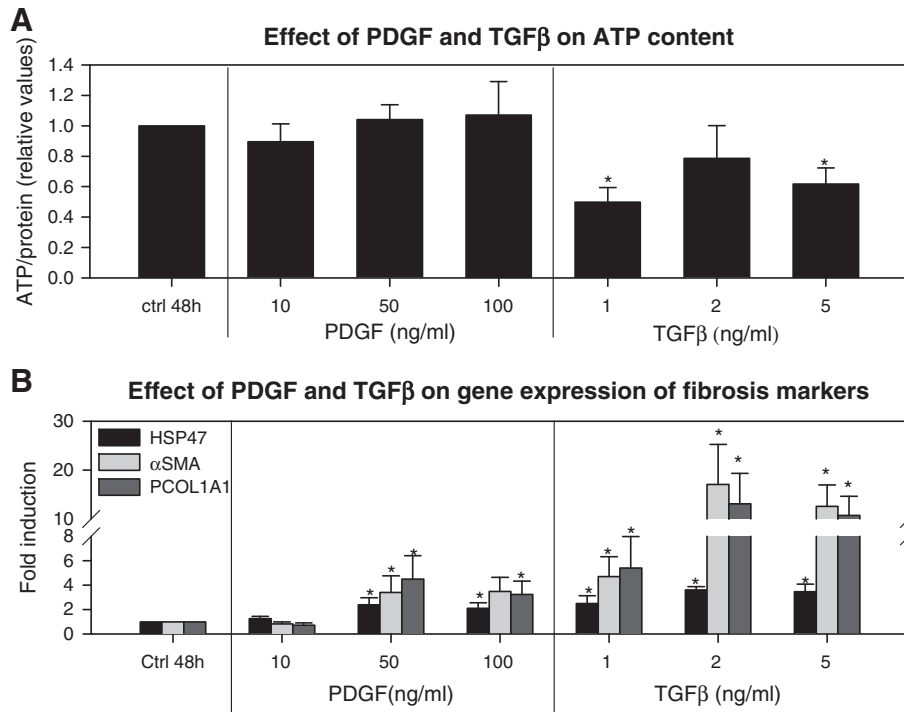 A
Effect of PDGF and TGFβ on ATP content
ATP/protein (relative values)
1.4
1.2
1.0
0.8
0.6
0.4
0.2
0.0
* *
ctrl 48h 10 50 100 1 2 5
PDGF (ng/ml) TGFβ (ng/ml)
B
Effect of PDGF and TGFβ on gene expression of fibrosis markers
Fold induction
30
20
10
8
6
4
2
0
HSP47
αSMA
PCOL1A1
* * * * * * * * * * * * * *
Ctrl 48h 10 50 100 1 2 5
PDGF(ng/ml) TGFβ (ng/ml)